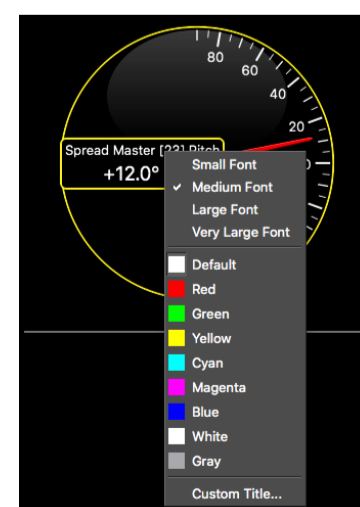 80
60
40
20
Spread Master [23] Pitch
+12.0°
Small Font
✓ Medium Font
Large Font
Very Large Font
Default
Red
Green
Yellow
Cyan
Magenta
Blue
White
Gray
Custom Title...